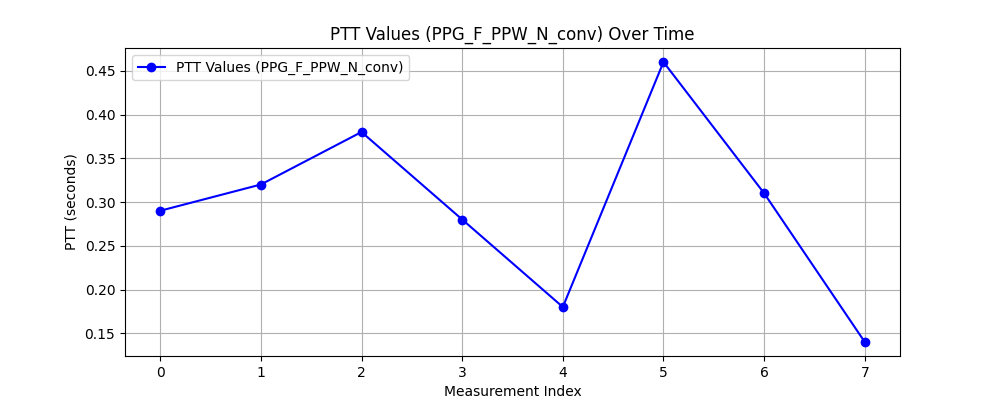 PTT Values (PPG_F_PPW_N_conv) Over Time
PTT Values (PPG_F_PPW_N_conv)
PTT (seconds)
0.45
0.40
0.35
0.30
0.25
0.20
0.15
0 1 2 3 4 5 6 7
Measurement Index